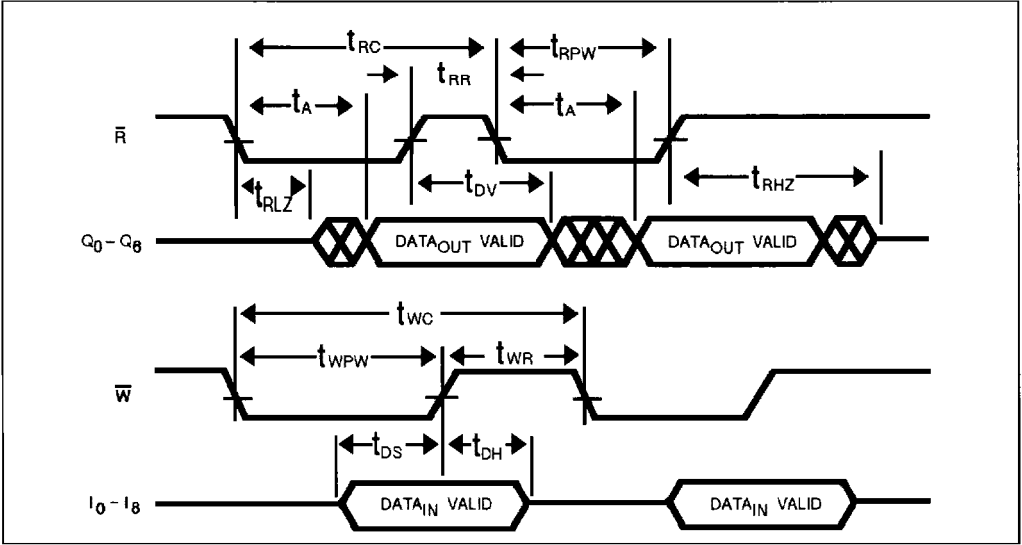 tRC tRPW
tRR
tA tA
R̅
tRLZ tDV tRHZ
Q0 – Q8 DATAOUT VALID DATAOUT VALID
tWC
tWPW tWR
W̅
tDS tDH
I0 – I8 DATAIN VALID DATAIN VALID